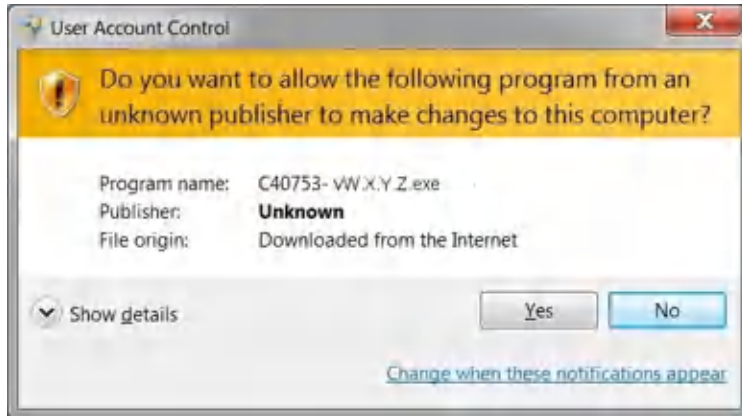 User Account Control
Do you want to allow the following program from an
unknown publisher to make changes to this computer?
Program name: C40753- vW.X.Y.Z.exe
Publisher: Unknown
File origin: Downloaded from the Internet
Show details
Yes
No
Change when these notifications appear